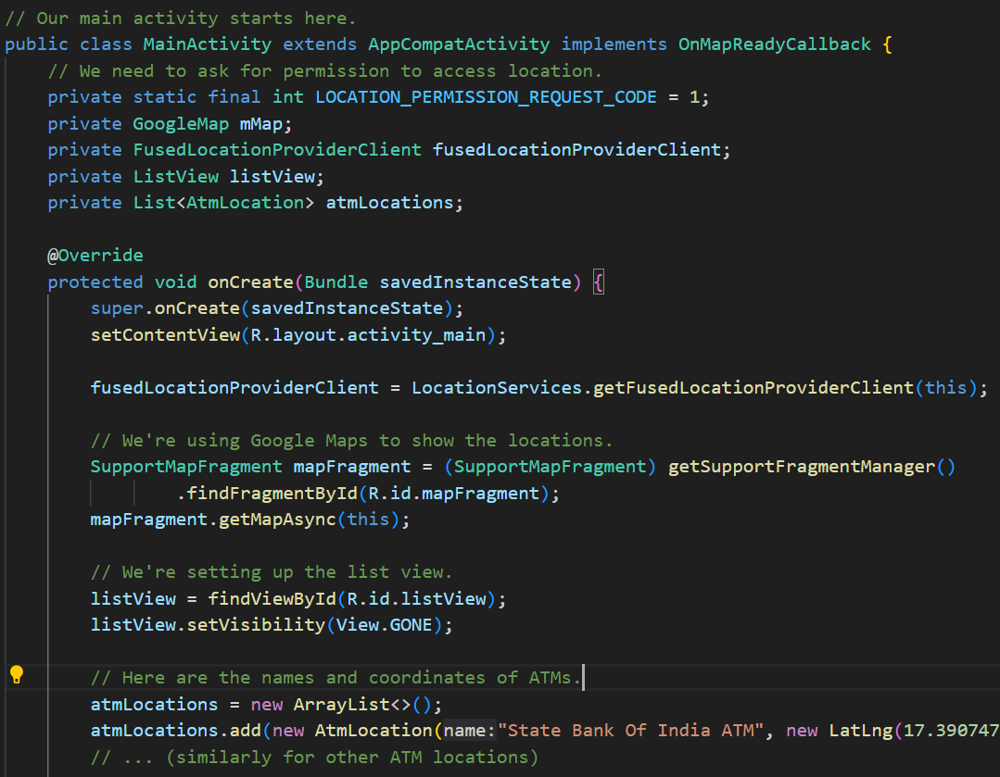 // Our main activity starts here.
public class MainActivity extends AppCompatActivity implements OnMapReadyCallback {
    // We need to ask for permission to access location.
    private static final int LOCATION_PERMISSION_REQUEST_CODE = 1;
    private GoogleMap mMap;
    private FusedLocationProviderClient fusedLocationProviderClient;
    private ListView listView;
    private List<AtmLocation> atmLocations;

    @Override
    protected void onCreate(Bundle savedInstanceState) {
        super.onCreate(savedInstanceState);
        setContentView(R.layout.activity_main);

        fusedLocationProviderClient = LocationServices.getFusedLocationProviderClient(this);

        // We're using Google Maps to show the locations.
        SupportMapFragment mapFragment = (SupportMapFragment) getSupportFragmentManager()
                .findFragmentById(R.id.mapFragment);
        mapFragment.getMapAsync(this);

        // We're setting up the list view.
        listView = findViewById(R.id.listView);
        listView.setVisibility(View.GONE);

        // Here are the names and coordinates of ATMs.
        atmLocations = new ArrayList<>();
        atmLocations.add(new AtmLocation(name:"State Bank Of India ATM", new LatLng(17.390747
        // ... (similarly for other ATM locations)